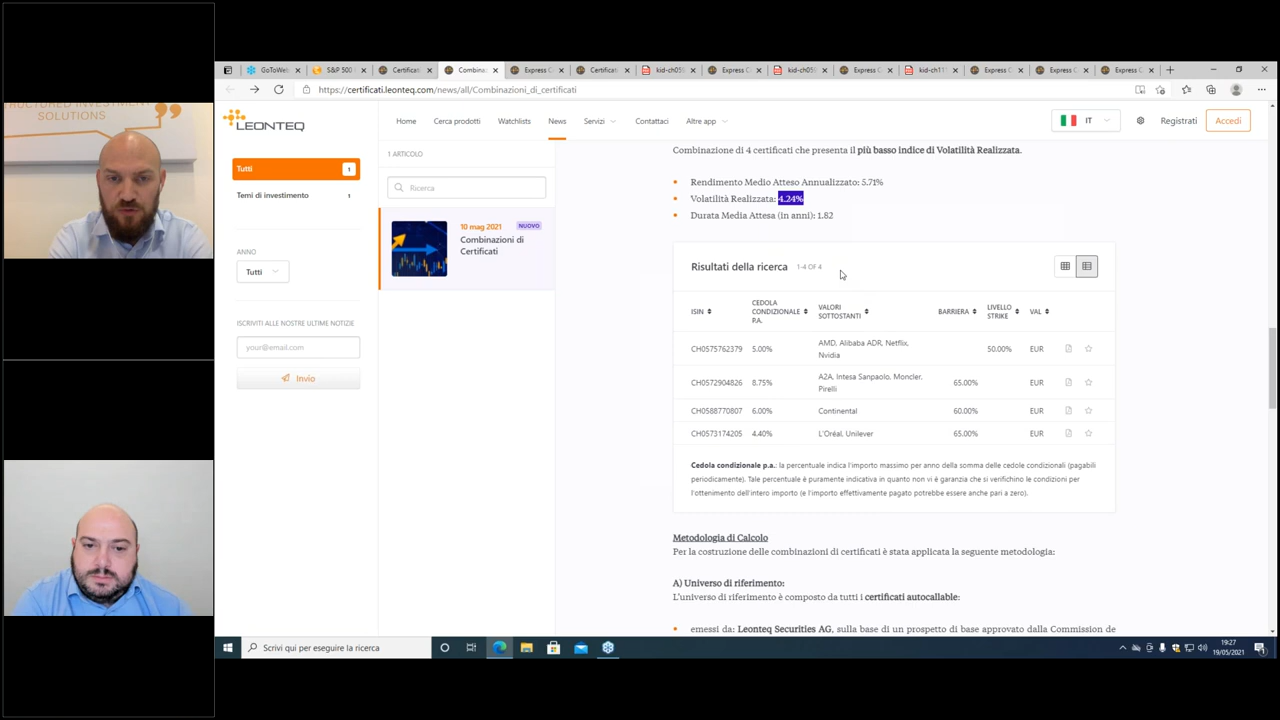 STRUCTURED INVESTMENT
SOLUTIONS
GoToWeb
S&P 500
Certificat
Combinaz
Express C
Certificat
kid-ch05
Express C
kid-ch05
Express C
kid-ch11
Express C
Express C
Express C
https://certificati.leonteq.com/news/all/Combinazioni_di_certificati
LEONTEQ
Home
Cerca prodotti
Watchlists
News
Servizi
Contattaci
Altre app
IT
Registrati
Accedi
Tutti
1
Temi di investimento
1
ANNO
Tutti
ISCRIVITI ALLE NOSTRE ULTIME NOTIZIE
your@email.com
Invio
1 ARTICOLO
Ricerca
10 mag 2021
NUOVO
Combinazioni di
Certificati
Combinazione di 4 certificati che presenta il più basso indice di Volatilità Realizzata.
Rendimento Medio Atteso Annualizzato: 5.71%
Volatilità Realizzata: 4.24%
Durata Media Attesa (in anni): 1.82
Risultati della ricerca 1-4 OF 4
ISIN
CEDOLA
CONDIZIONALE
P.A.
VALORI
SOTTOSTANTI
BARRIERA
LIVELLO
STRIKE
VAL
CH0575762379 5.00% AMD, Alibaba ADR, Netflix,
Nvidia 50.00% EUR
CH0572904826 8.75% A2A, Intesa Sanpaolo, Moncler,
Pirelli 65.00% EUR
CH0588770807 6.00% Continental 60.00% EUR
CH0573174205 4.40% L'Oréal, Unilever 65.00% EUR
Cedola condizionale p.a.: la percentuale indica l'importo massimo per anno della somma delle cedole condizionali (pagabili
periodicamente). Tale percentuale è puramente indicativa in quanto non vi è garanzia che si verifichino le condizioni per
l'ottenimento dell'intero importo (e l'importo effettivamente pagato potrebbe essere anche pari a zero).
Metodologia di Calcolo
Per la costruzione delle combinazioni di certificati è stata applicata la seguente metodologia:
A) Universo di riferimento:
L'universo di riferimento è composto da tutti i certificati autocallable:
emessi da: Leonteq Securities AG, sulla base di un prospetto di base approvato dalla Commission de
Scrivi qui per eseguire la ricerca
19:27
19/05/2021
1